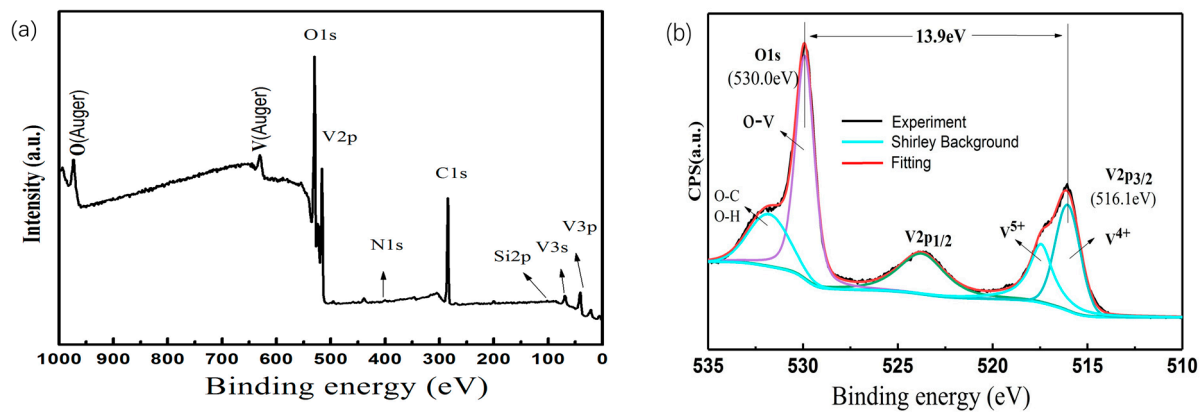 (a)
O1s
O(Auger)
V(Auger)
V2p
C1s
N1s
Si2p
V3s
V3p
Intensity (a.u.)
1000 900 800 700 600 500 400 300 200 100 0
Binding energy (eV)
(b)
13.9eV
O1s
(530.0eV)
O-V
Experiment
Shirley Background
Fitting
CPS(a.u.)
V2p3/2
(516.1eV)
O-C
O-H
V2p1/2
V5+
V4+
535 530 525 520 515 510
Binding energy (eV)